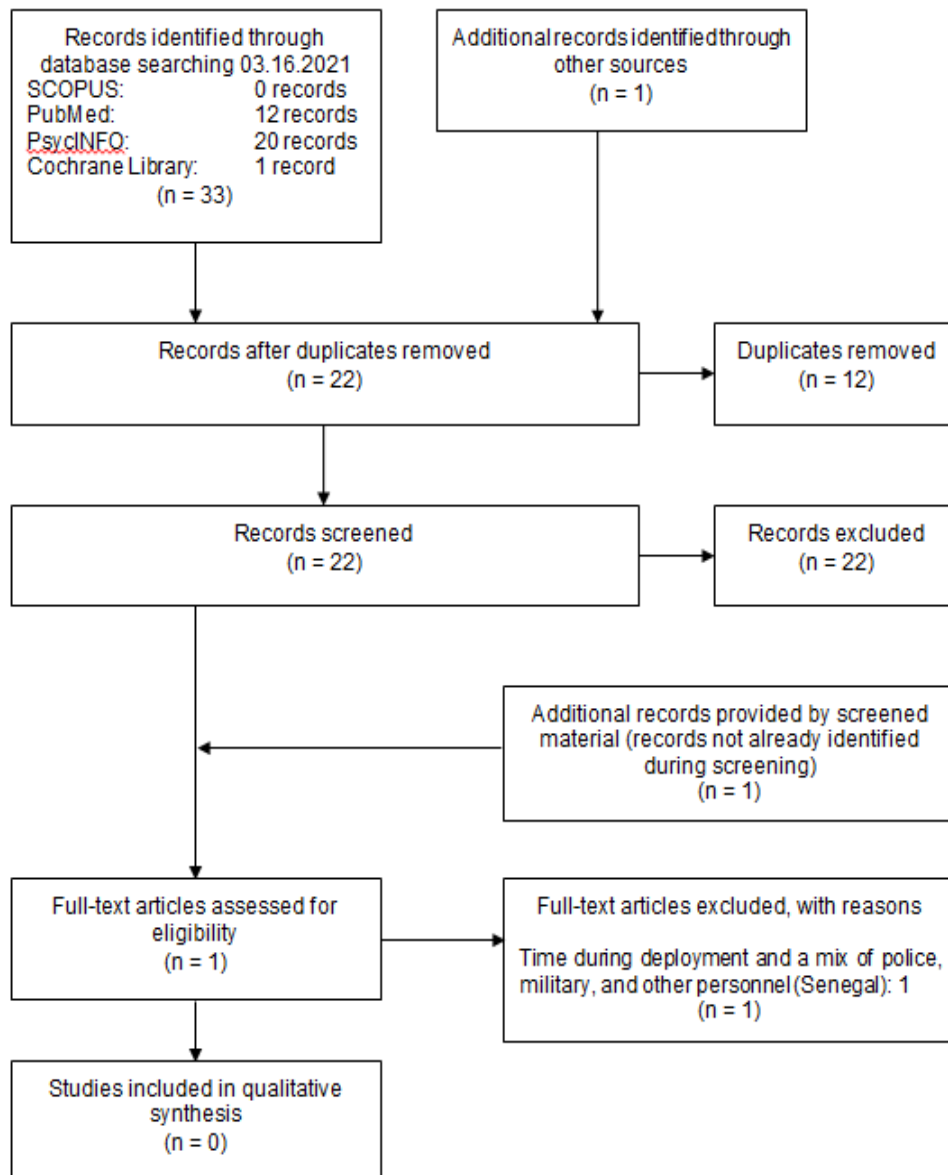 Records identified through
database searching 03.16.2021
SCOPUS: 0 records
PubMed: 12 records
PsycINFO: 20 records
Cochrane Library: 1 record
(n = 33)
Additional records identified through
other sources
(n = 1)
Records after duplicates removed
(n = 22)
Duplicates removed
(n = 12)
Records screened
(n = 22)
Records excluded
(n = 22)
Additional records provided by screened
material (records not already identified
during screening)
(n = 1)
Full-text articles assessed for
eligibility
(n = 1)
Full-text articles excluded, with reasons
Time during deployment and a mix of police,
military, and other personnel (Senegal): 1
(n = 1)
Studies included in qualitative
synthesis
(n = 0)